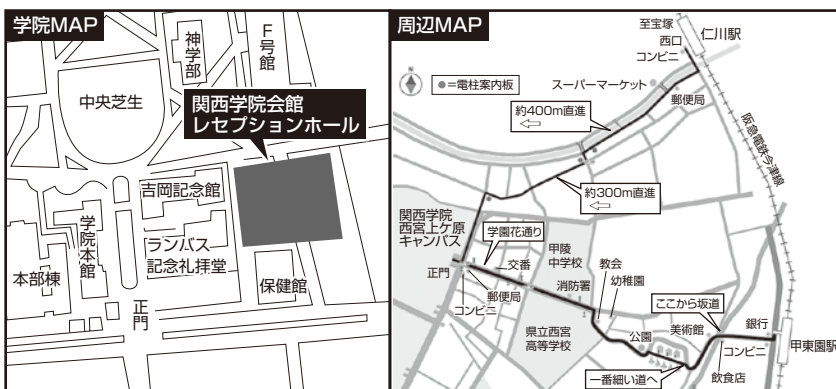 学院MAP
神学部
F号館
中央芝生
関西学院会館
レセプションホール
吉岡記念館
学院本館
ランバス
記念礼拝堂
本部棟
保健館
正門
周辺MAP
至宝塚
仁川駅
西口
コンビニ
N
●=電柱案内板
スーパーマーケット
郵便局
約400m直進
阪急電鉄今津線
約300m直進
関西学院
西宮上ケ原
キャンパス
学園花通り
甲陵
中学校
正門
交番
教会
幼稚園
消防署
郵便局
コンビニ
ここから坂道
県立西宮
高等学校
公園
美術館
銀行
コンビニ
甲東園駅
一番細い道へ
飲食店